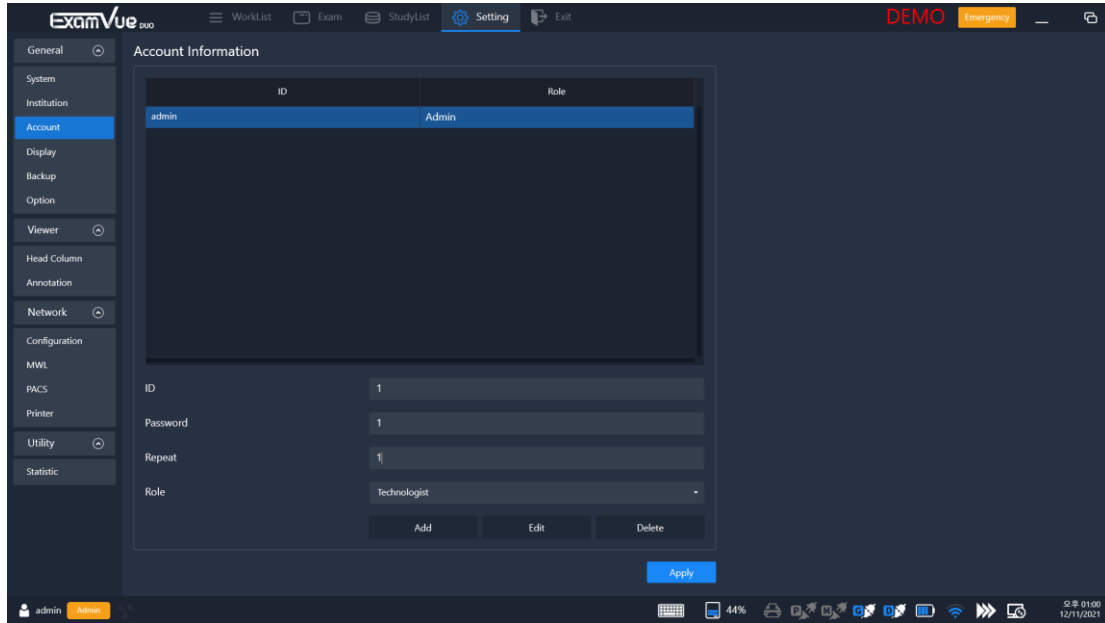 ExamVue DUO WorkList Exam StudyList Setting Exit DEMO Emergency
General
System
Institution
Account
Display
Backup
Option
Viewer
Head Column
Annotation
Network
Configuration
MWL
PACS
Printer
Utility
Statistic
Account Information
ID Role
admin Admin
ID 1
Password 1
Repeat 1
Role Technologist
Add Edit Delete
Apply
admin Admin 44% P M G D 오후 01:00
12/11/2021